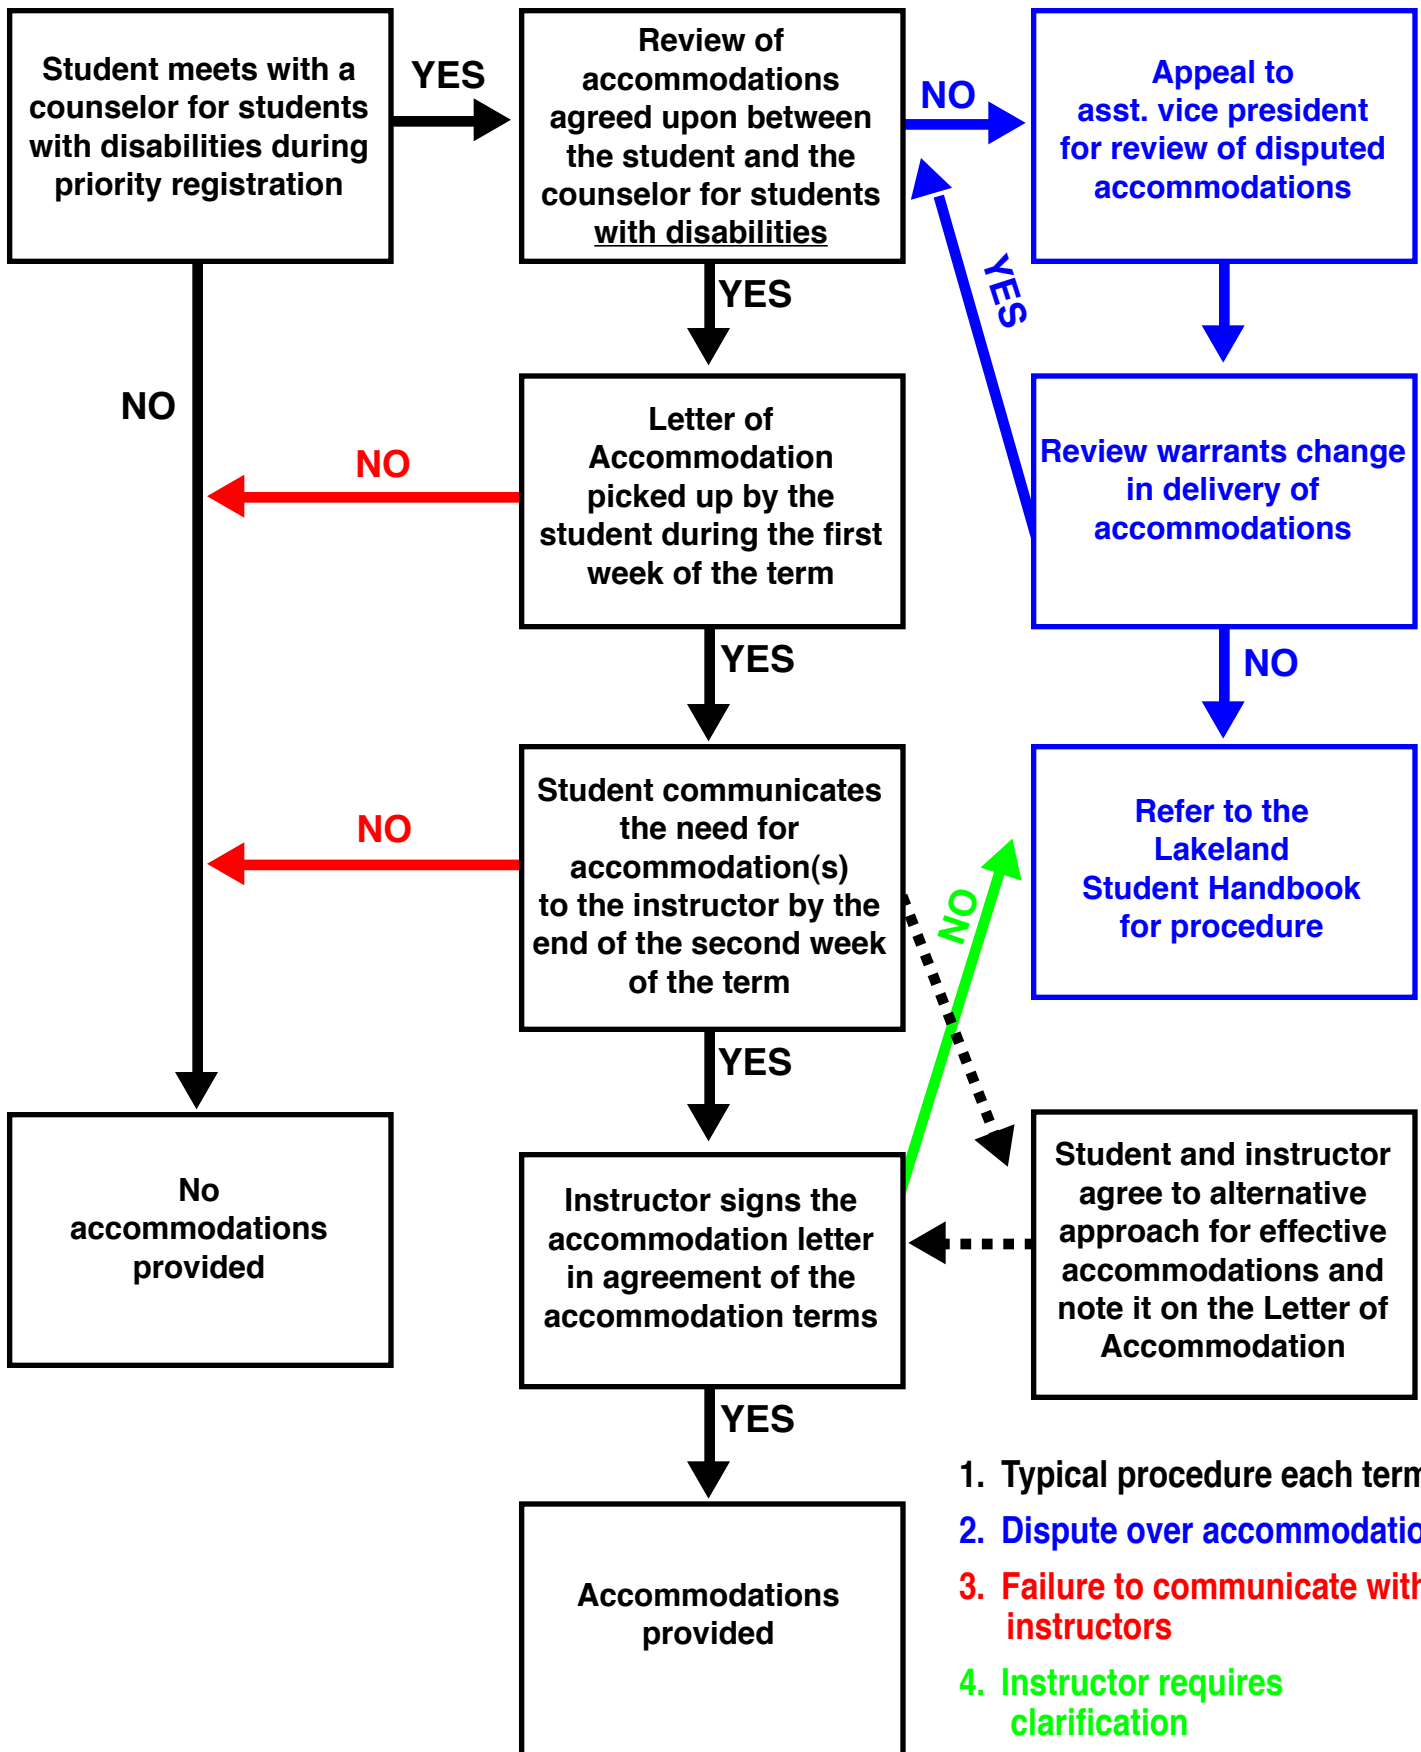 Student meets with a
counselor for students
with disabilities during
priority registration
YES
Review of
accommodations
agreed upon between
the student and the
counselor for students
with disabilities
NO
Appeal to
asst. vice president
for review of disputed
accommodations
YES
YES
NO
Letter of
Accommodation
picked up by the
student during the first
week of the term
NO
Review warrants change
in delivery of
accommodations
YES
NO
Student communicates
the need for
accommodation(s)
to the instructor by the
end of the second week
of the term
NO
NO
Refer to the
Lakeland
Student Handbook
for procedure
YES
No
accommodations
provided
Instructor signs the
accommodation letter
in agreement of the
accommodation terms
Student and instructor
agree to alternative
approach for effective
accommodations and
note it on the Letter of
Accommodation
YES
Accommodations
provided
1. Typical procedure each term
2. Dispute over accommodatio
3. Failure to communicate with
instructors
4. Instructor requires
clarification